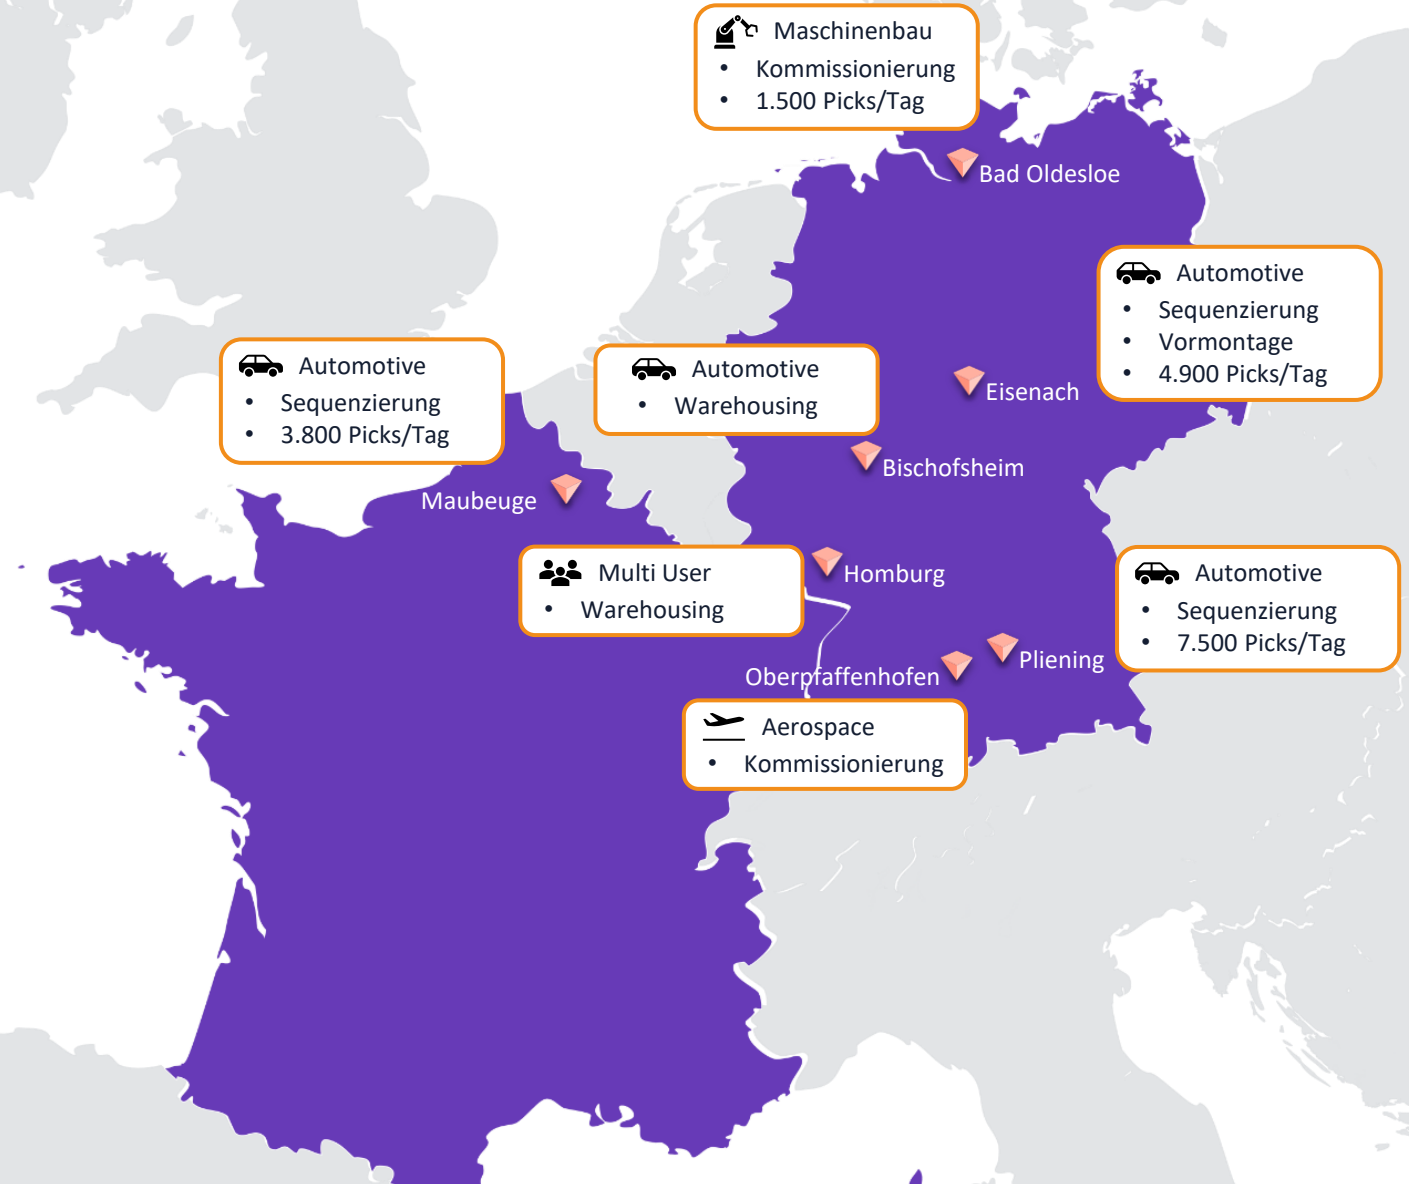 Maschinenbau
• Kommissionierung
• 1.500 Picks/Tag
Bad Oldesloe
Automotive
• Sequenzierung
• Vormontage
• 4.900 Picks/Tag
Eisenach
Automotive
• Sequenzierung
• 3.800 Picks/Tag
Maubeuge
Automotive
• Warehousing
Bischofsheim
Multi User
• Warehousing
Homburg
Automotive
• Sequenzierung
• 7.500 Picks/Tag
Pliening
Oberpfaffenhofen
Aerospace
• Kommissionierung